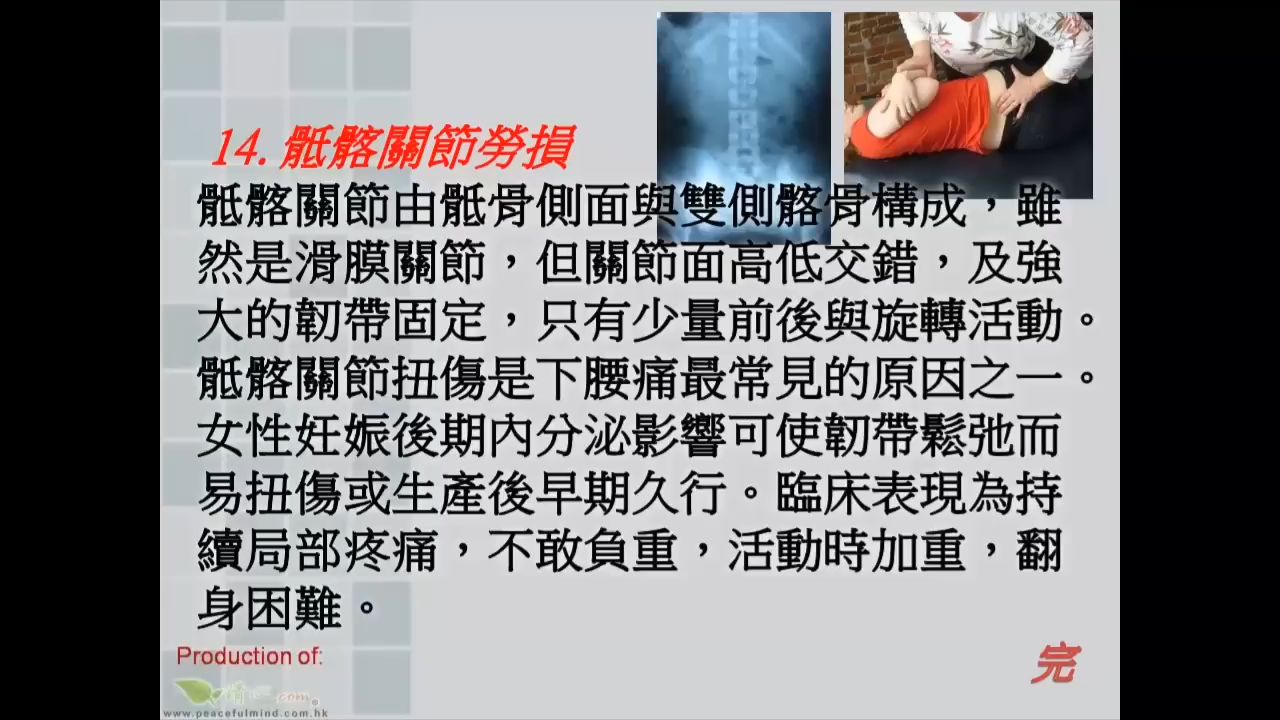 14. 骶髂關節勞損
骶髂關節由骶骨側面與雙側髂骨構成，雖
然是滑膜關節，但關節面高低交錯，及強
大的韌帶固定，只有少量前後與旋轉活動。
骶髂關節扭傷是下腰痛最常見的原因之一。
女性妊娠後期內分泌影響可使韌帶鬆弛而
易扭傷或生產後早期久行。臨床表現為持
續局部疼痛，不敢負重，活動時加重，翻
身困難。
Production of:
完
清心.com®
www.peacefulmind.com.hk